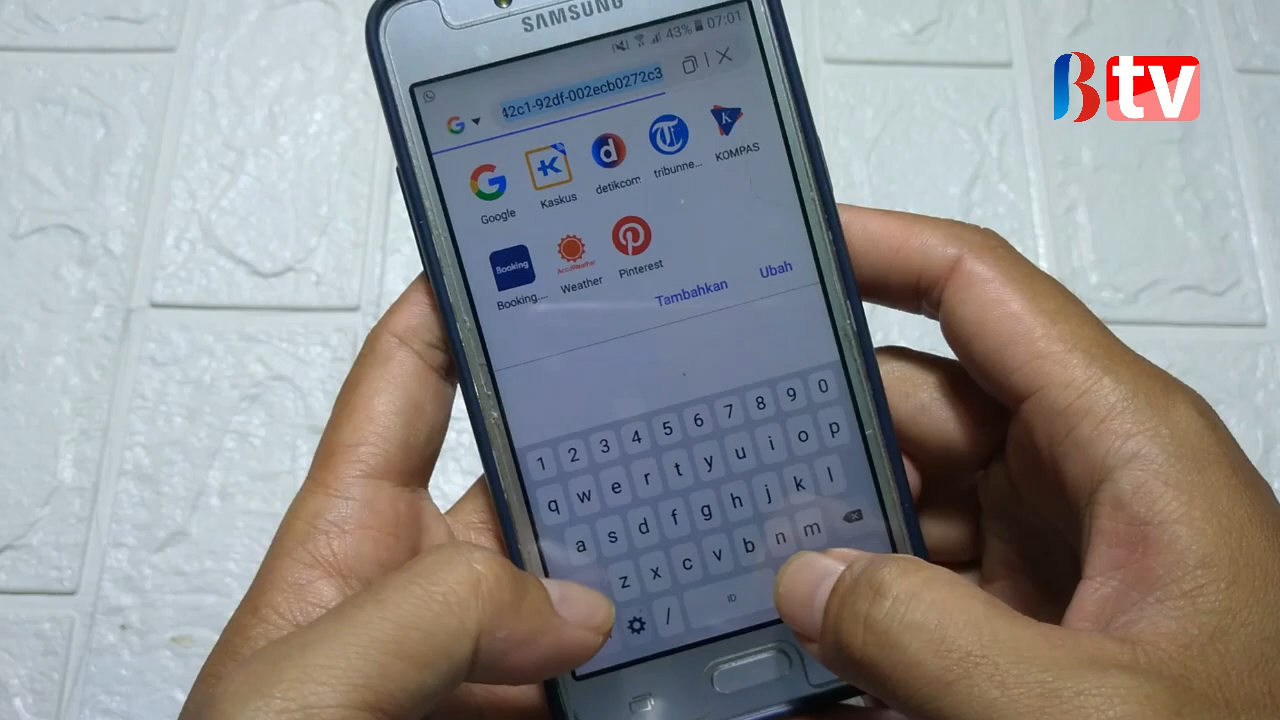 SAMSUNG
43% 07:01
42c1-92df-002ecb0272c3
Btv
Google
Kaskus
detikcom
tribunne...
KOMPAS
Booking
AccuWeather
Booking....
Weather
Pinterest
Tambahkan
Ubah
1 2 3 4 5 6 7 8 9 0
q w e r t y u i o p
a s d f g h j k l
z x c v b n m
/ ID